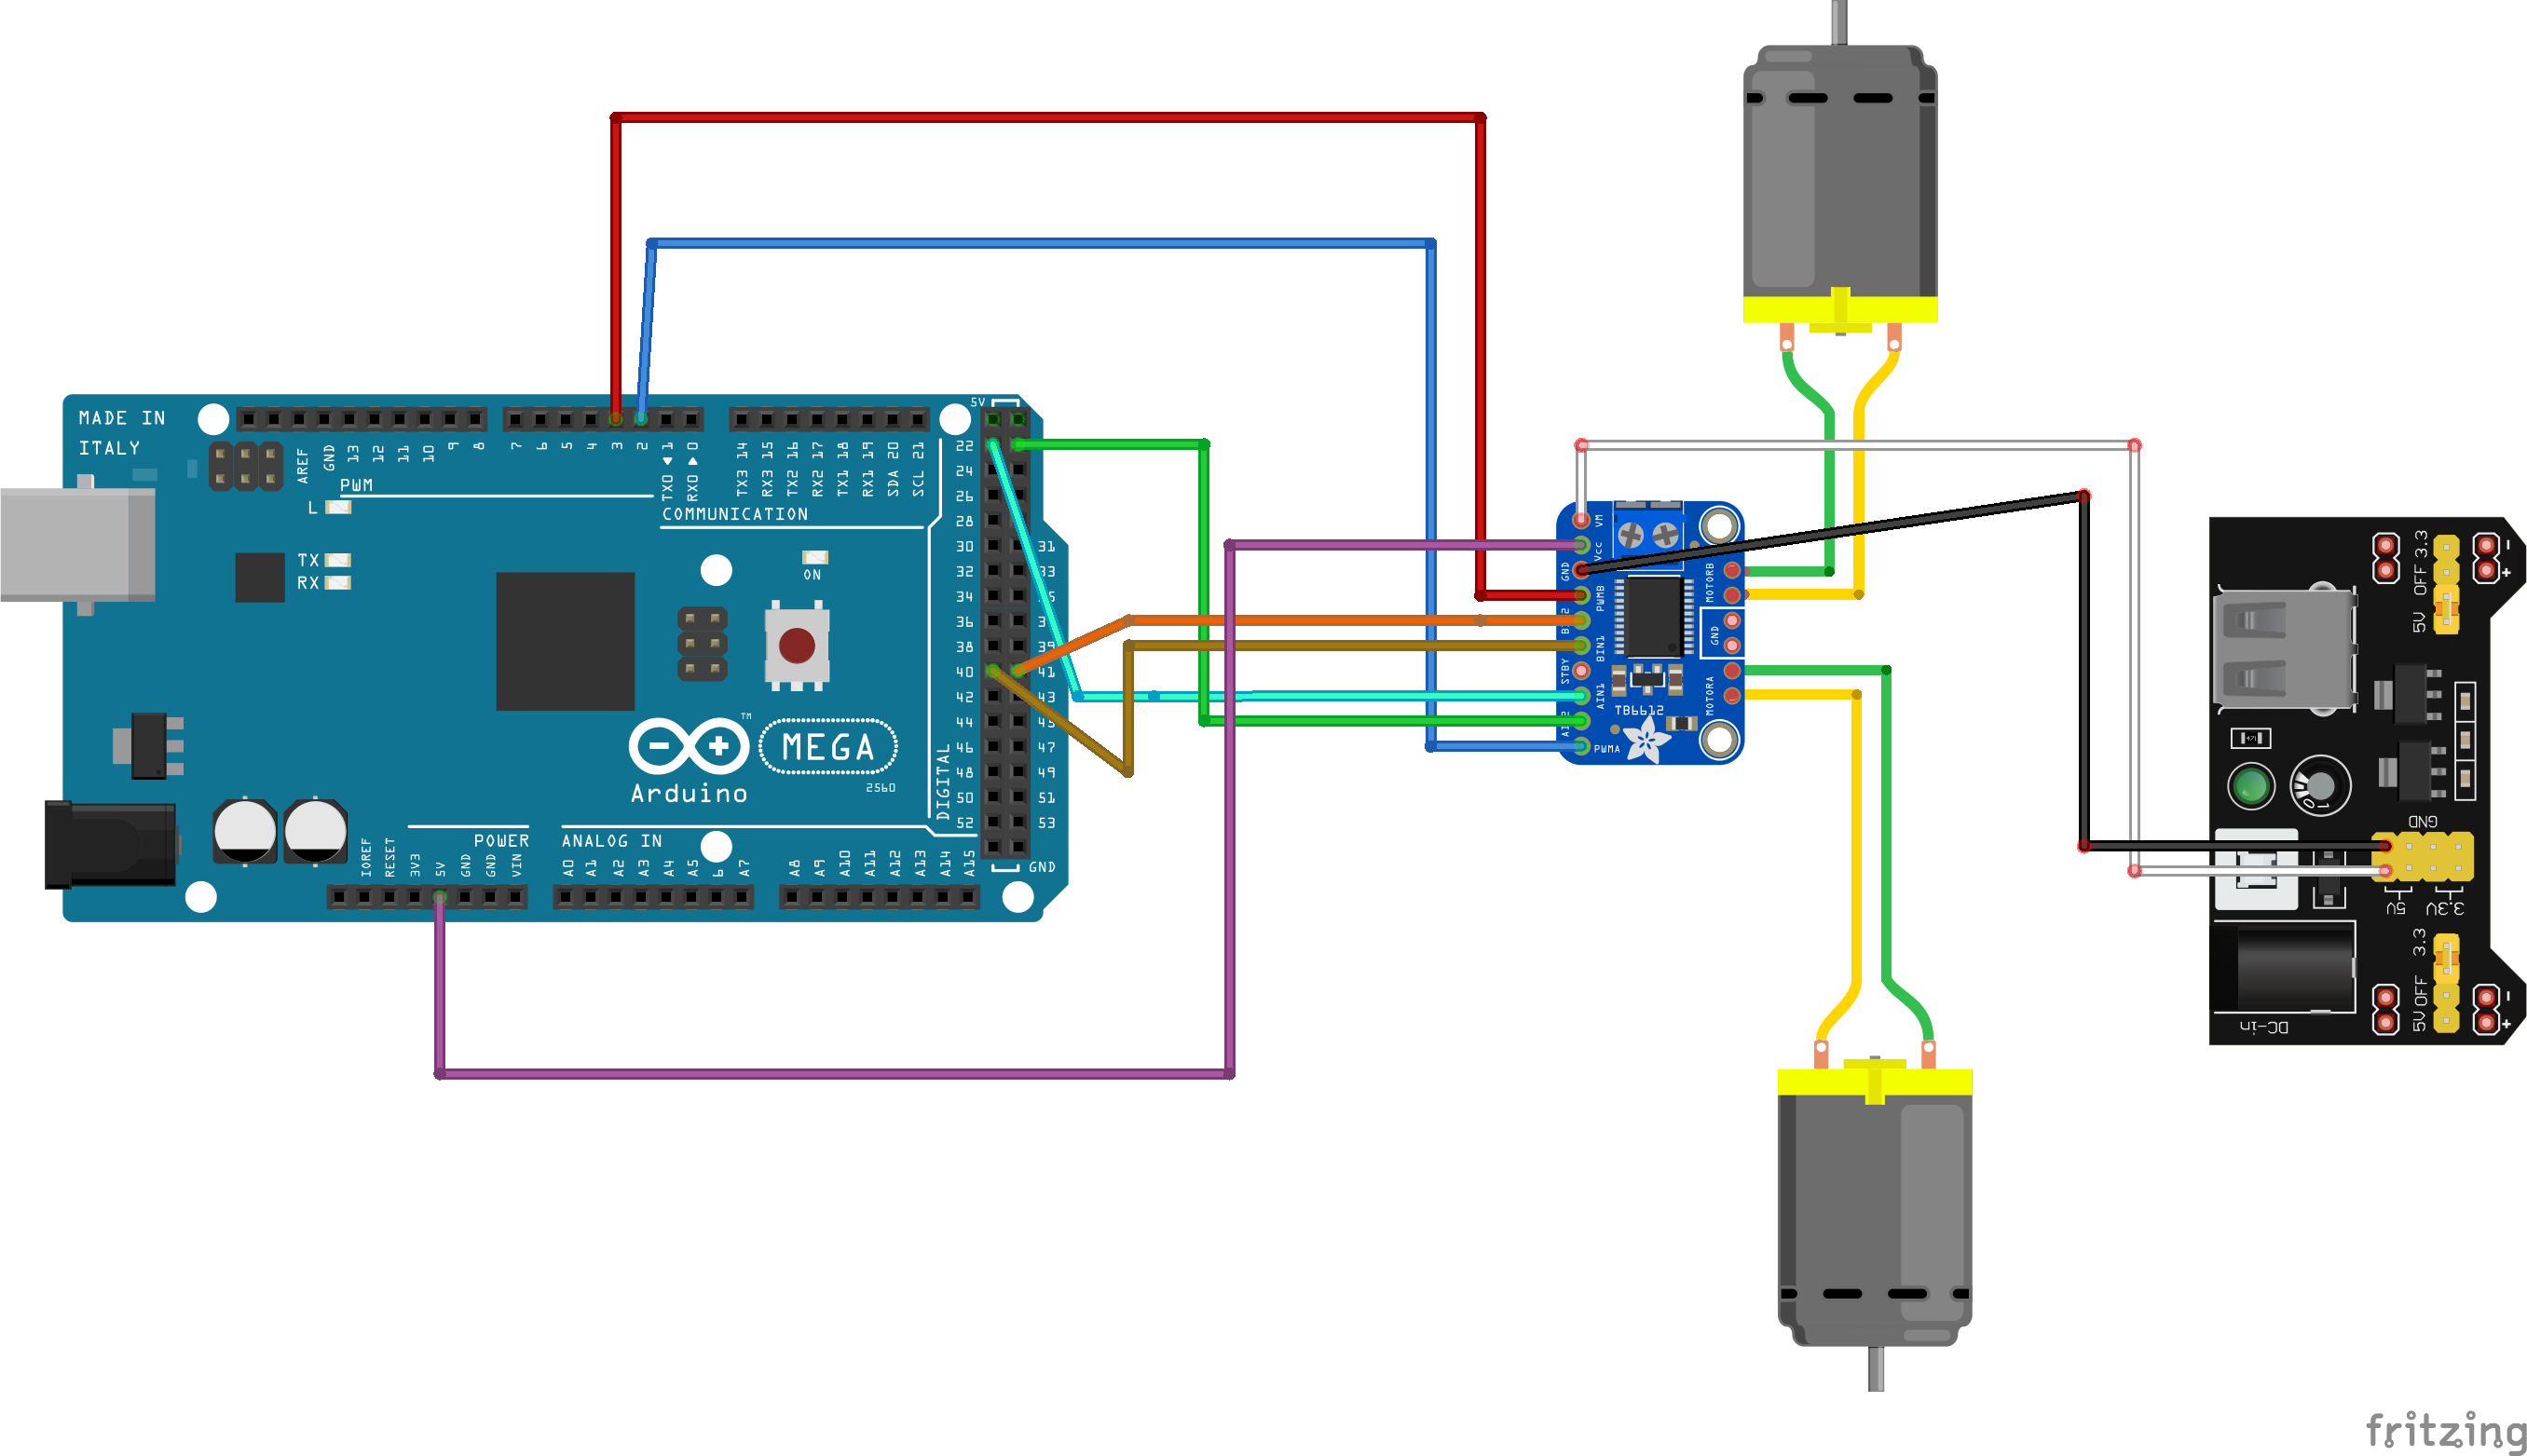 MADE IN
ITALY
AREF
GND
13
12
11
10
9
8
7
6
5
4
3
2
TX0 1
RX0 0
TX3 14
RX3 15
TX2 16
RX2 17
TX1 18
RX1 19
SDA 20
SCL 21
PWM
COMMUNICATION
L
TX
RX
ON
5V
22
24
26
28
30
31
32
33
34
36
38
39
40
41
42
43
44
45
46
47
48
49
50
51
52
53
GND
DIGITAL
MEGA
TM
2560
Arduino
POWER
ANALOG IN
IOREF
RESET
3V3
5V
GND
GND
VIN
A0
A1
A2
A3
A4
A5
A7
A8
A9
A10
A11
A12
A13
A14
A15
VM
Vcc
GND
PWMB
BIN1
STBY
AIN1
PWMA
MOTORB
GND
MOTORA
TB6612
5V OFF 3.3
-
+
471
10
GND
5V
3.3V
5V OFF 3.3
-
+
DC-in
fritzing